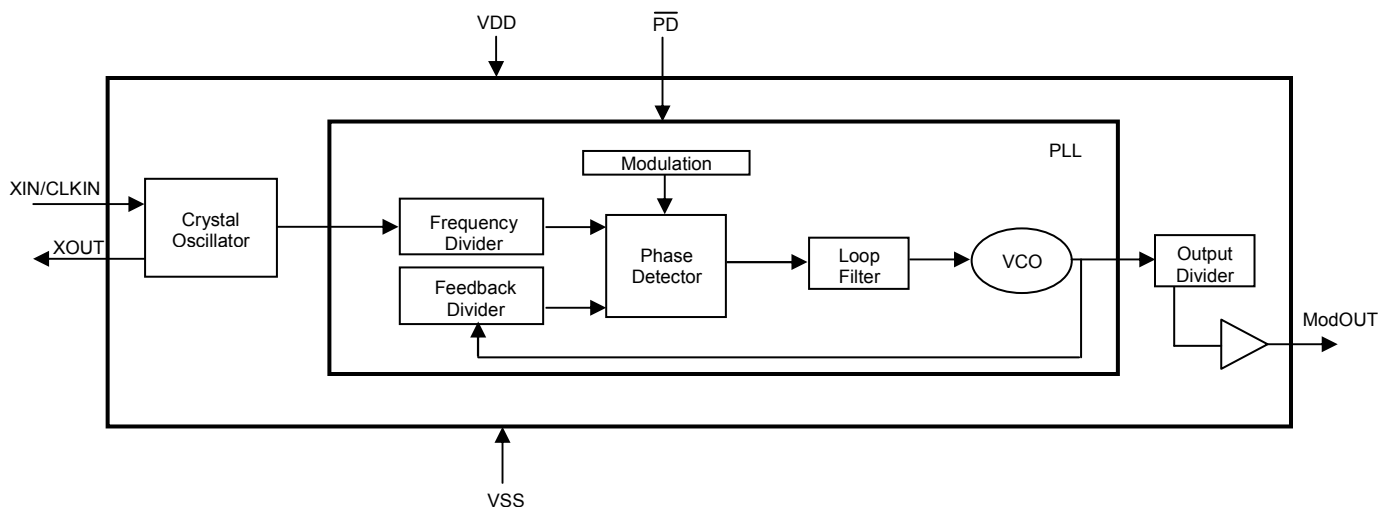 VDD
PD
PLL
Modulation
XIN/CLKIN
Crystal
Oscillator
XOUT
Frequency
Divider
Feedback
Divider
Phase
Detector
Loop
Filter
VCO
Output
Divider
ModOUT
VSS